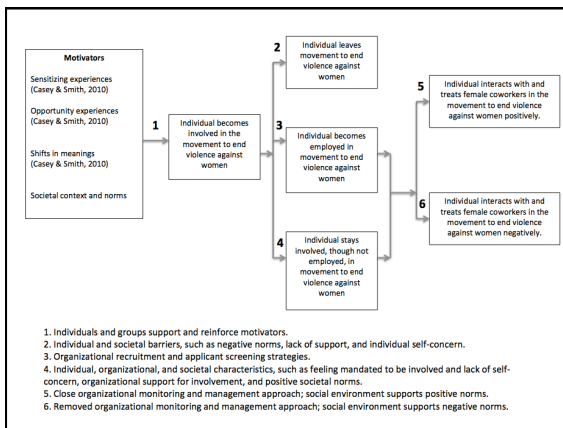 Motivators
Sensitizing experiences
(Casey & Smith, 2010)
Opportunity experiences
(Casey & Smith, 2010)
Shifts in meanings
(Casey & Smith, 2010)
Societal context and norms
1
Individual becomes
involved in the
movement to end
violence against
women
2
Individual leaves
movement to end
violence against
women
3
Individual becomes
employed in
movement to end
violence against
women
4
Individual stays
involved, though not
employed, in
movement to end
violence against
women
5
Individual interacts with and
treats female coworkers in the
movement to end violence
against women positively.
6
Individual interacts with and
treats female coworkers in the
movement to end violence
against women negatively.
1. Individuals and groups support and reinforce motivators.
2. Individual and societal barriers, such as negative norms, lack of support, and individual self-concern.
3. Organizational recruitment and applicant screening strategies.
4. Individual, organizational, and societal characteristics, such as feeling mandated to be involved and lack of self-
concern, organizational support for involvement, and positive societal norms.
5. Close organizational monitoring and management approach; social environment supports positive norms.
6. Removed organizational monitoring and management approach; social environment supports negative norms.